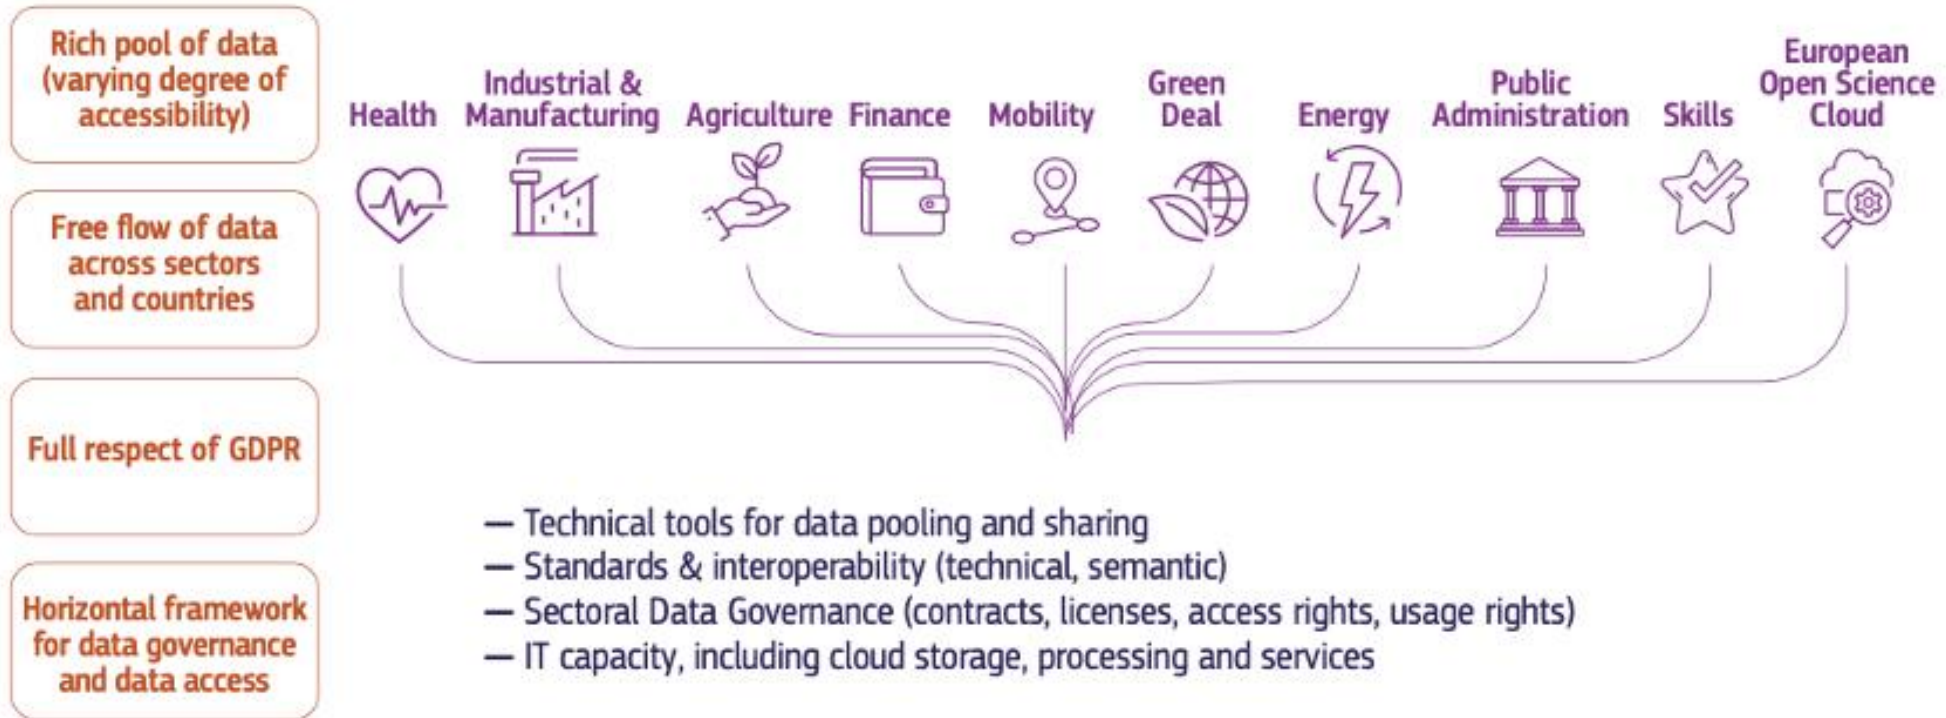 Rich pool of data
(varying degree of
accessibility)
Free flow of data
across sectors
and countries
Full respect of GDPR
Horizontal framework
for data governance
and data access
Health
Industrial &
Manufacturing
Agriculture
Finance
Mobility
Green
Deal
Energy
Public
Administration
Skills
European
Open Science
Cloud
— Technical tools for data pooling and sharing
— Standards & interoperability (technical, semantic)
— Sectoral Data Governance (contracts, licenses, access rights, usage rights)
— IT capacity, including cloud storage, processing and services